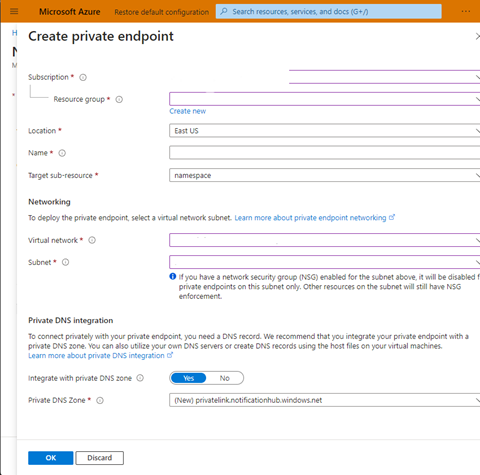 Microsoft Azure
Restore default configuration
Search resources, services, and docs (G+/)
Create private endpoint
Subscription *
Resource group *
Create new
Location *
East US
Name *
Target sub-resource *
namespace
Networking
To deploy the private endpoint, select a virtual network subnet. Learn more about private endpoint networking
Virtual network *
Subnet *
If you have a network security group (NSG) enabled for the subnet above, it will be disabled for
private endpoints on this subnet only. Other resources on the subnet will still have NSG
enforcement.
Private DNS integration
To connect privately with your private endpoint, you need a DNS record. We recommend that you integrate your private endpoint with a
private DNS zone. You can also utilize your own DNS servers or create DNS records using the host files on your virtual machines.
Learn more about private DNS integration
Integrate with private DNS zone
Yes
No
Private DNS Zone *
(New) privatelink.notificationhub.windows.net
OK
Discard